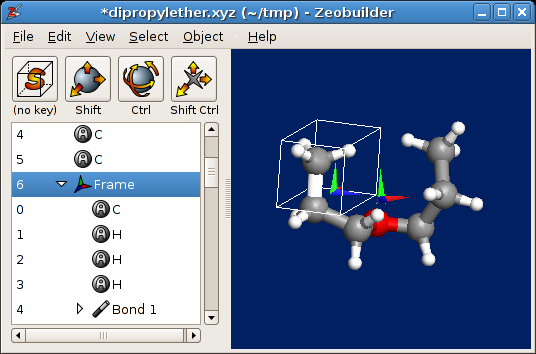 *dipropylether.xyz (~/tmp) - Zeobuilder
File Edit View Select Object Help
(no key) Shift Ctrl Shift Ctrl
4 C
5 C
6 Frame
0 C
1 H
2 H
3 H
4 Bond 1